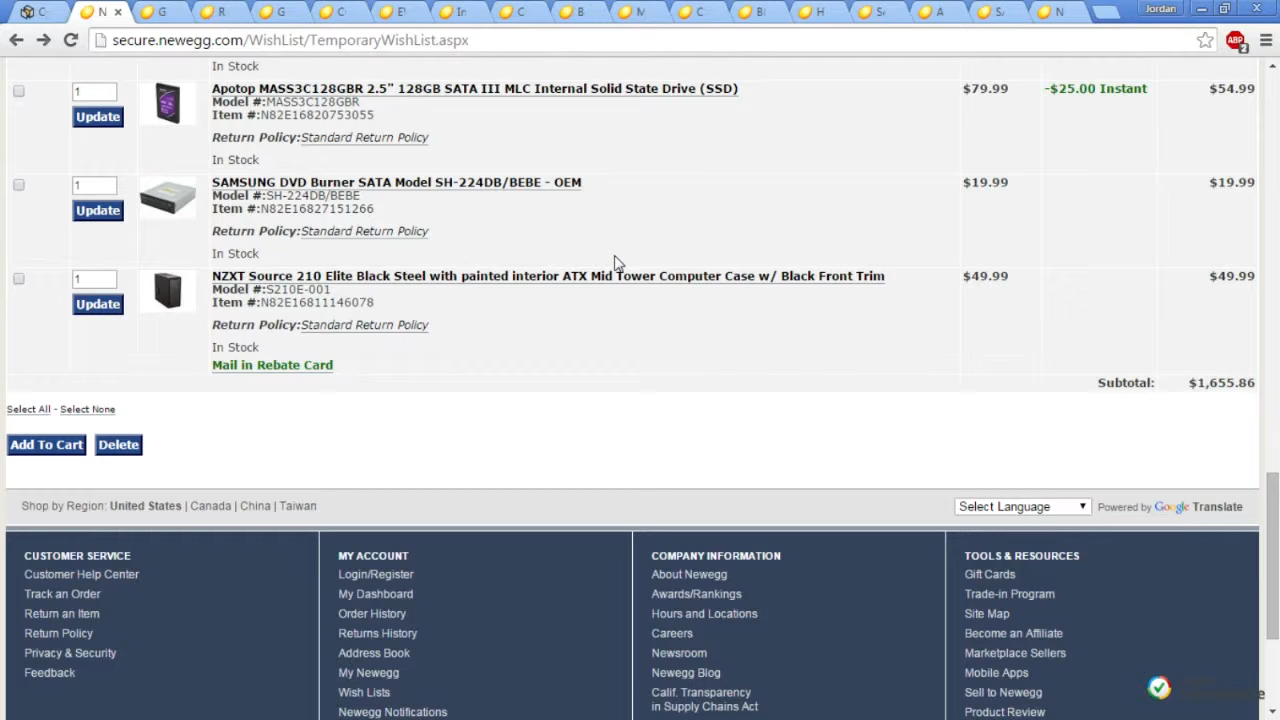 C
N
G
R
G
C
E
In
C
B
M
C
Bi
H
S
A
S
N
Jordan
secure.newegg.com/WishList/TemporaryWishList.aspx
ABP
2
In Stock
1
Update
Apotop MASS3C128GBR 2.5" 128GB SATA III MLC Internal Solid State Drive (SSD)
$79.99
-$25.00 Instant
$54.99
Model #:MASS3C128GBR
Item #:N82E16820753055
Return Policy:Standard Return Policy
In Stock
1
Update
SAMSUNG DVD Burner SATA Model SH-224DB/BEBE - OEM
$19.99
$19.99
Model #:SH-224DB/BEBE
Item #:N82E16827151266
Return Policy:Standard Return Policy
In Stock
1
Update
NZXT Source 210 Elite Black Steel with painted interior ATX Mid Tower Computer Case w/ Black Front Trim
$49.99
$49.99
Model #:S210E-001
Item #:N82E16811146078
Return Policy:Standard Return Policy
In Stock
Mail in Rebate Card
Subtotal: $1,655.86
Select All - Select None
Add To Cart
Delete
Shop by Region: United States | Canada | China | Taiwan
Select Language
Powered by Google Translate
CUSTOMER SERVICE
Customer Help Center
Track an Order
Return an Item
Return Policy
Privacy & Security
Feedback
MY ACCOUNT
Login/Register
My Dashboard
Order History
Returns History
Address Book
My Newegg
Wish Lists
Newegg Notifications
COMPANY INFORMATION
About Newegg
Awards/Rankings
Hours and Locations
Careers
Newsroom
Newegg Blog
Calif. Transparency
in Supply Chains Act
TOOLS & RESOURCES
Gift Cards
Trade-in Program
Site Map
Become an Affiliate
Marketplace Sellers
Mobile Apps
Sell to Newegg
Product Review